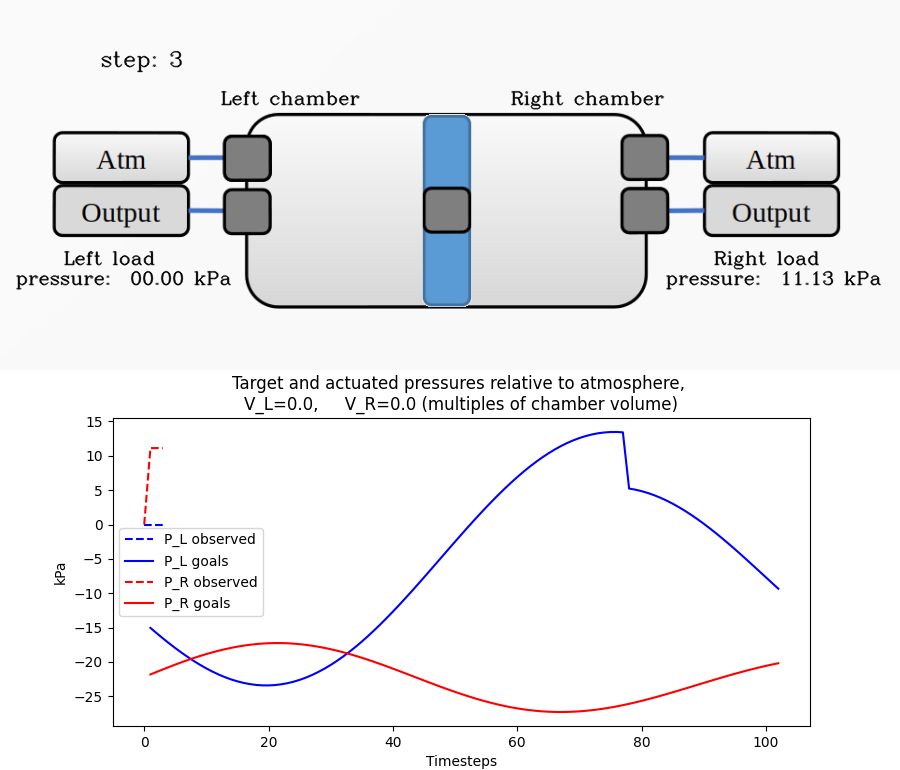 step: 3
Left chamber
Right chamber
Atm
Atm
Output
Output
Left load
pressure: 00.00 kPa
Right load
pressure: 11.13 kPa
Target and actuated pressures relative to atmosphere,
V_L=0.0, V_R=0.0 (multiples of chamber volume)
15
10
5
0
−5
−10
−15
−20
−25
kPa
P_L observed
P_L goals
P_R observed
P_R goals
0 20 40 60 80 100
Timesteps